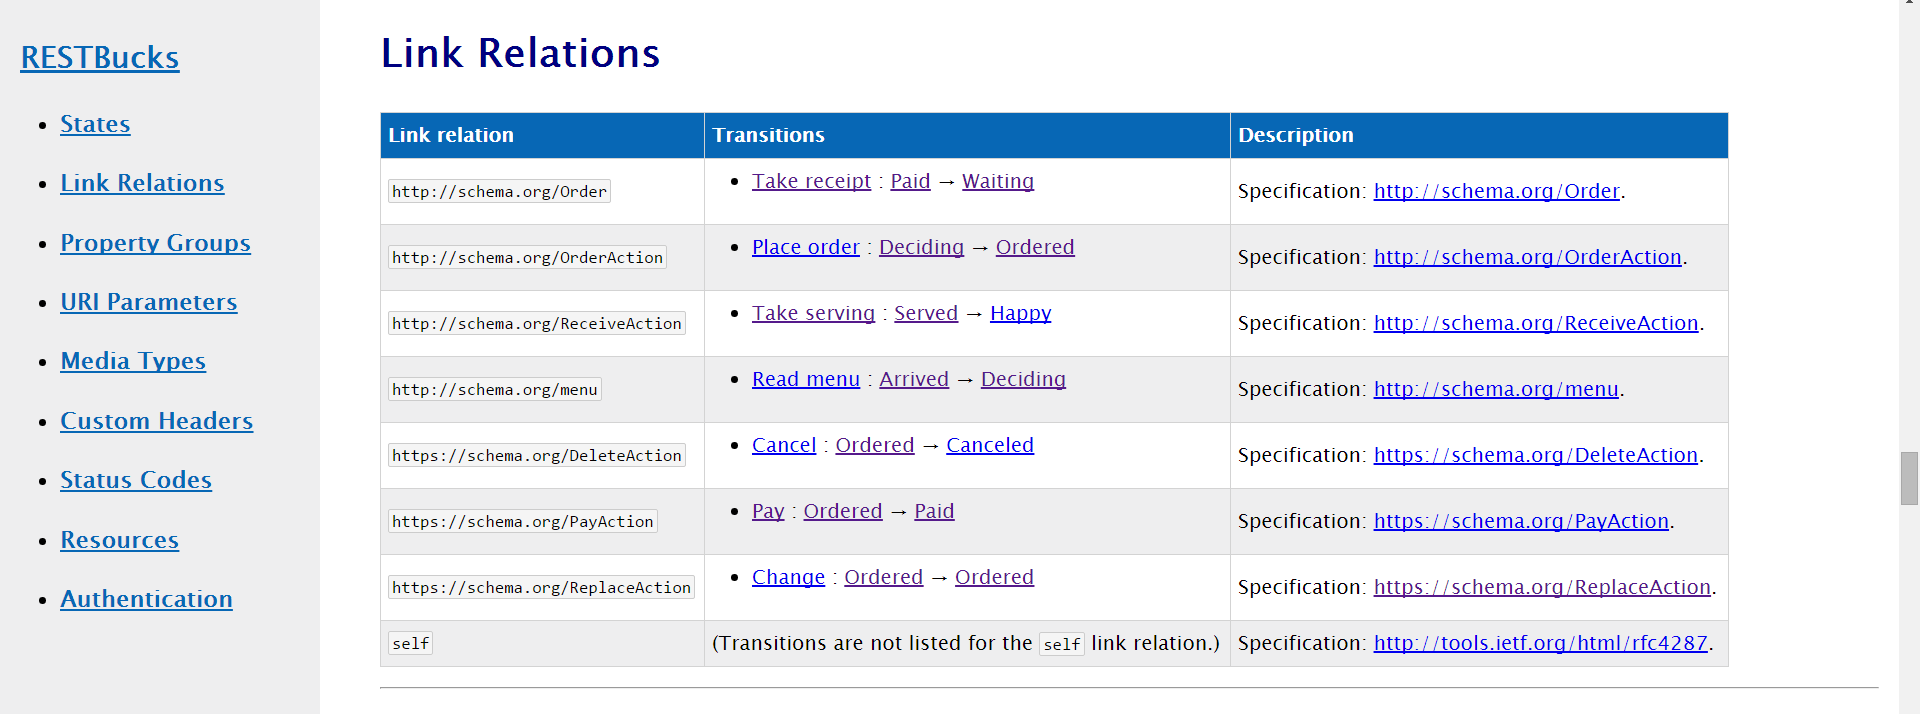 RESTBucks
States
Link Relations
Property Groups
URI Parameters
Media Types
Custom Headers
Status Codes
Resources
Authentication
Link Relations
Link relation Transitions Description
http://schema.org/Order Take receipt : Paid → Waiting Specification: http://schema.org/Order.
http://schema.org/OrderAction Place order : Deciding → Ordered Specification: http://schema.org/OrderAction.
http://schema.org/ReceiveAction Take serving : Served → Happy Specification: http://schema.org/ReceiveAction.
http://schema.org/menu Read menu : Arrived → Deciding Specification: http://schema.org/menu.
https://schema.org/DeleteAction Cancel : Ordered → Canceled Specification: https://schema.org/DeleteAction.
https://schema.org/PayAction Pay : Ordered → Paid Specification: https://schema.org/PayAction.
https://schema.org/ReplaceAction Change : Ordered → Ordered Specification: https://schema.org/ReplaceAction.
self (Transitions are not listed for the self link relation.) Specification: http://tools.ietf.org/html/rfc4287.